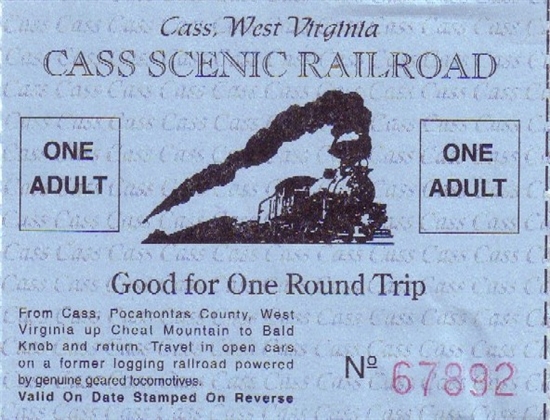 Cass, West Virginia
CASS SCENIC RAILROAD
ONE
ADULT
ONE
ADULT
Good for One Round Trip
From Cass, Pocahontas County, West
Virginia up Cheat Mountain to Bald
Knob and return. Travel in open cars
on a former logging railroad powered
by genuine geared locomotives.
Valid On Date Stamped On Reverse
No 67892